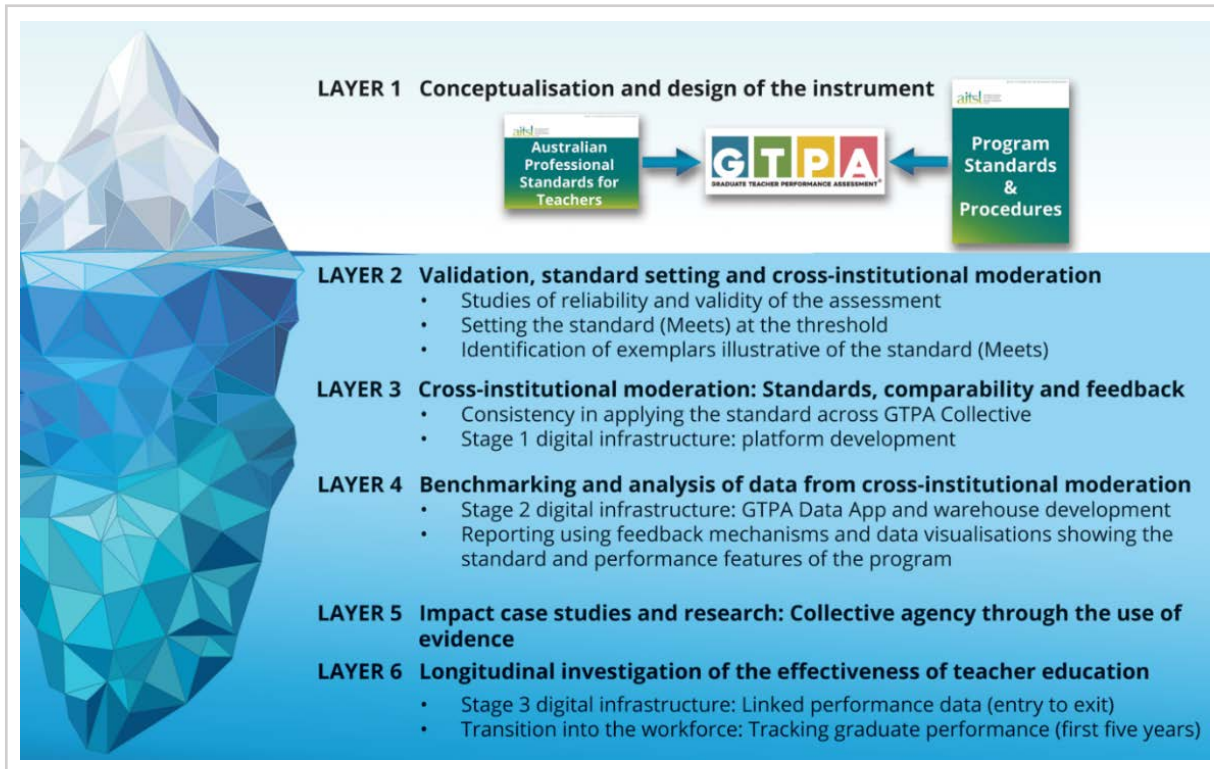 LAYER 1 Conceptualisation and design of the instrument
aitsl
Australian
Professional
Standards for
Teachers
GTPA
GRADUATE TEACHER PERFORMANCE ASSESSMENT®
aitsl
Program
Standards
&
Procedures
LAYER 2 Validation, standard setting and cross-institutional moderation
• Studies of reliability and validity of the assessment
• Setting the standard (Meets) at the threshold
• Identification of exemplars illustrative of the standard (Meets)
LAYER 3 Cross-institutional moderation: Standards, comparability and feedback
• Consistency in applying the standard across GTPA Collective
• Stage 1 digital infrastructure: platform development
LAYER 4 Benchmarking and analysis of data from cross-institutional moderation
• Stage 2 digital infrastructure: GTPA Data App and warehouse development
• Reporting using feedback mechanisms and data visualisations showing the
standard and performance features of the program
LAYER 5 Impact case studies and research: Collective agency through the use of
evidence
LAYER 6 Longitudinal investigation of the effectiveness of teacher education
• Stage 3 digital infrastructure: Linked performance data (entry to exit)
• Transition into the workforce: Tracking graduate performance (first five years)